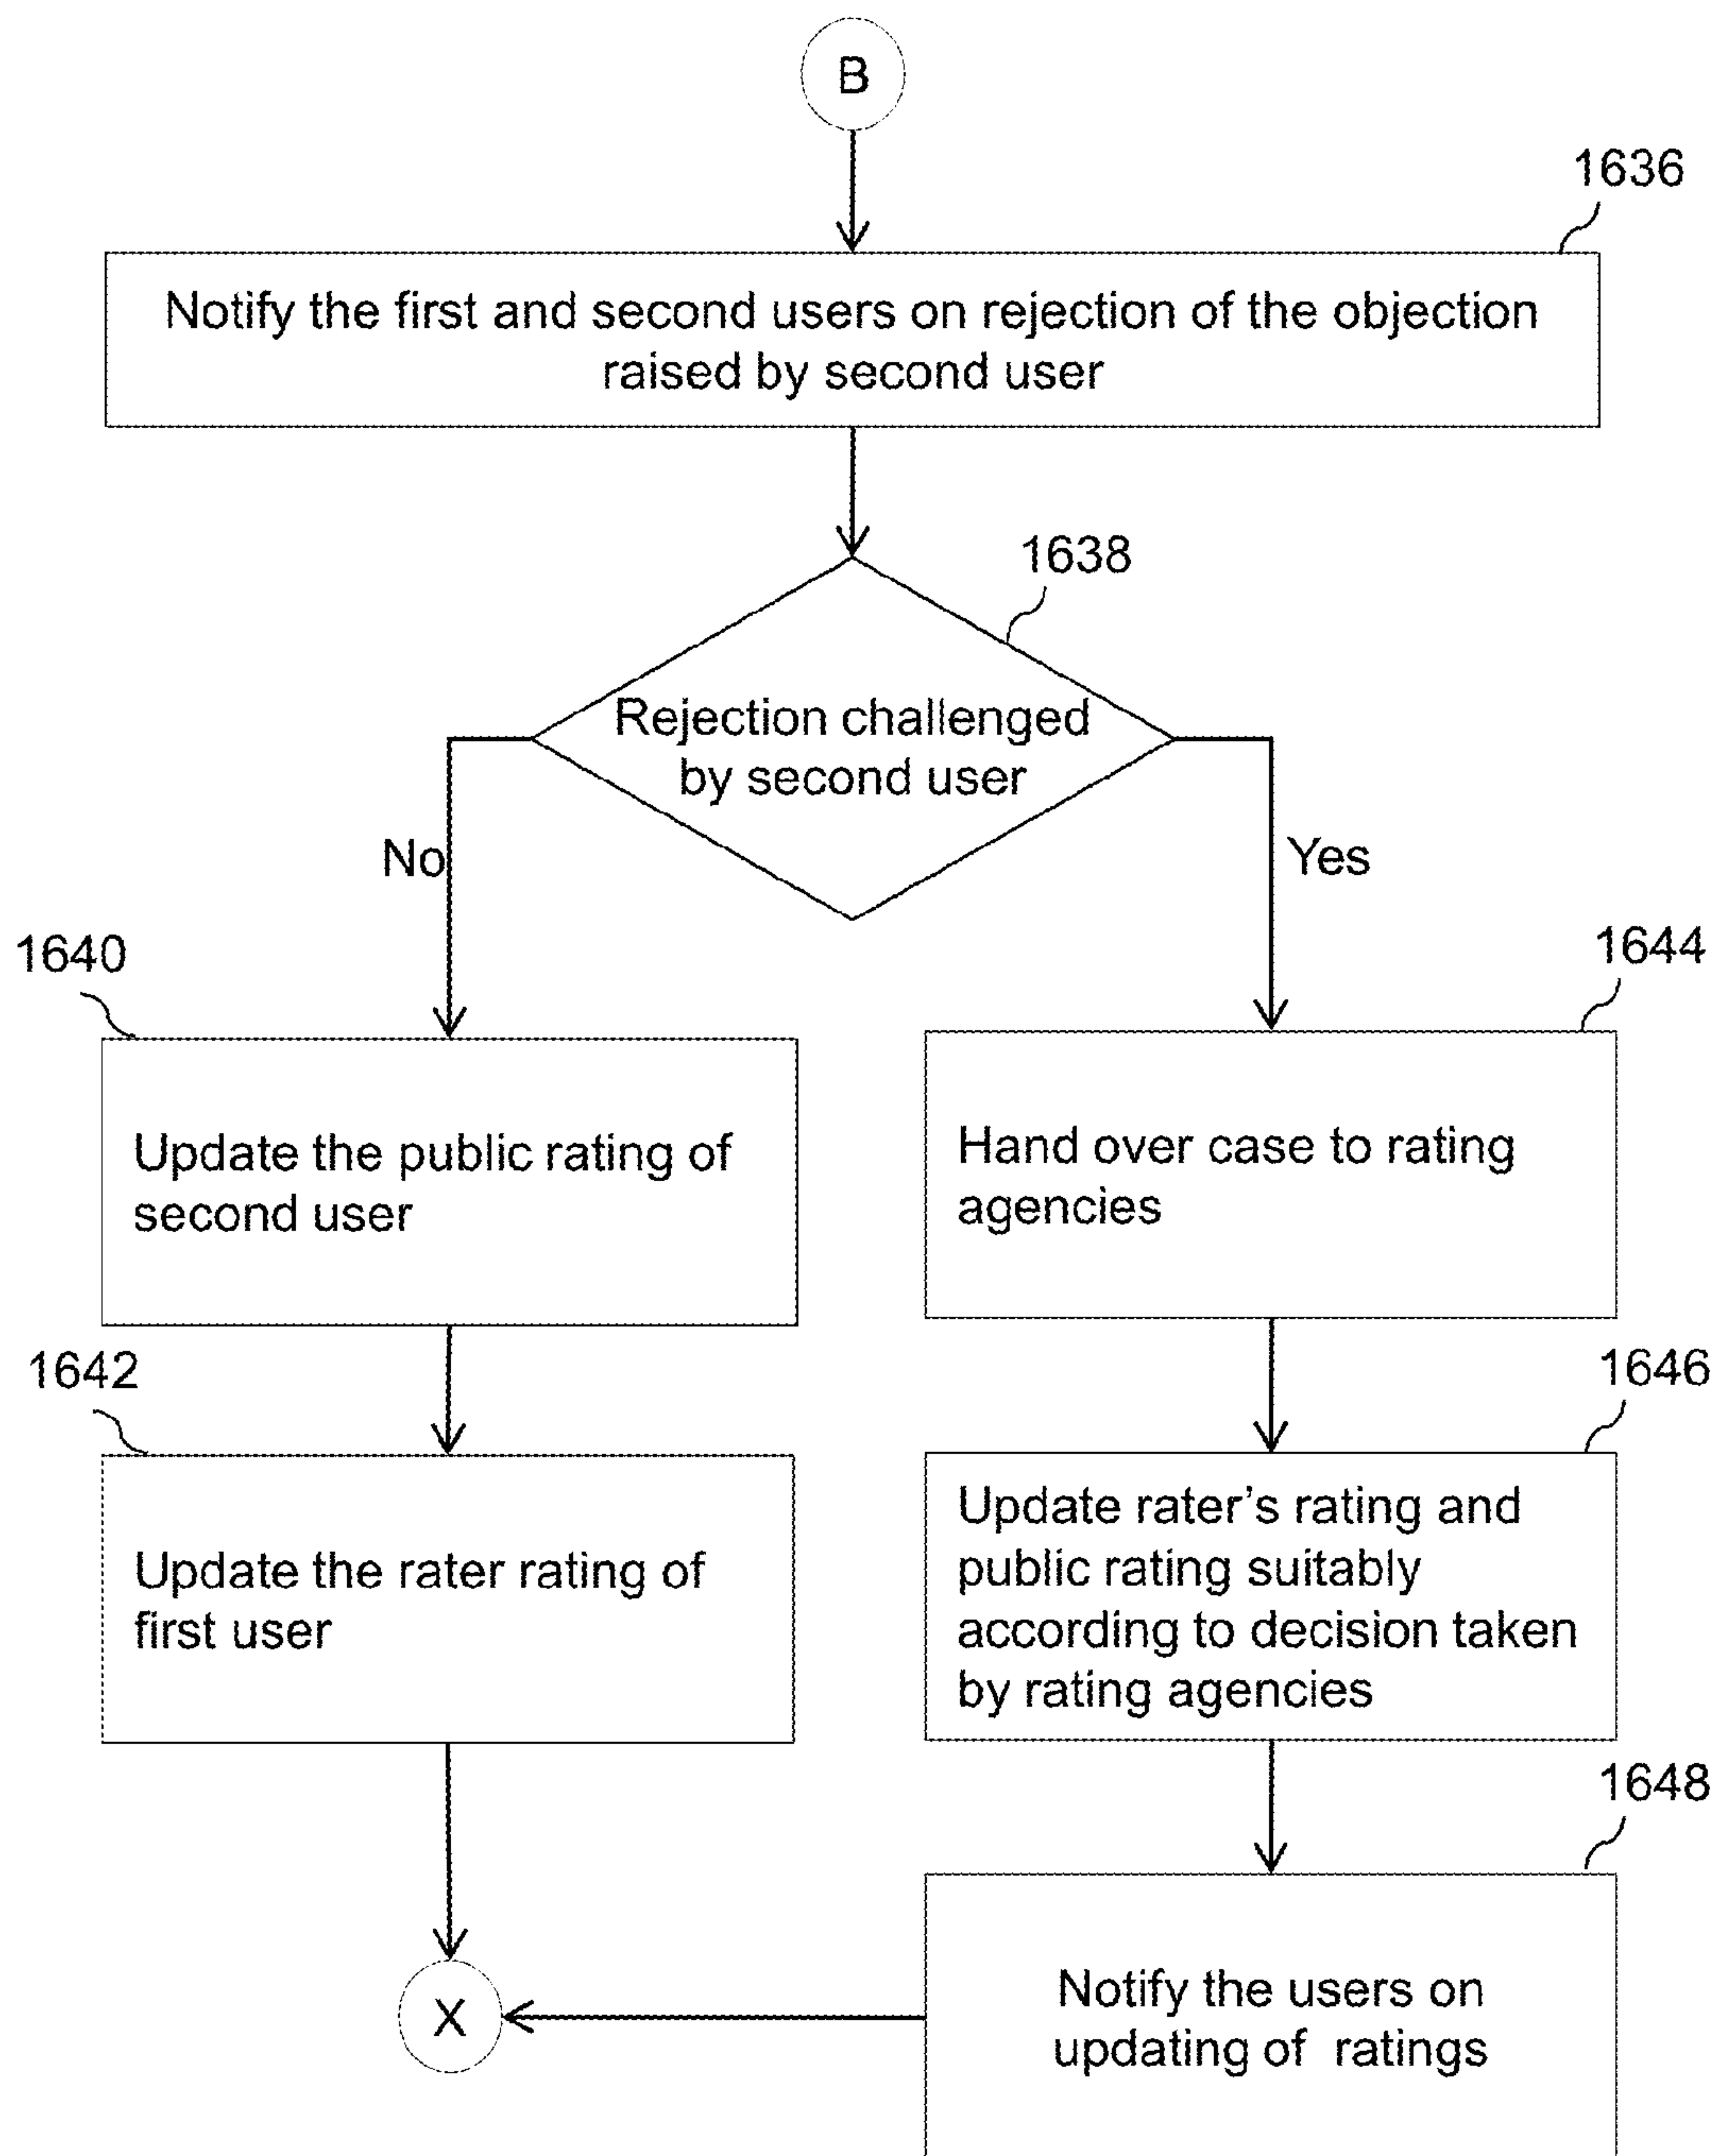 B
1636
Notify the first and second users on rejection of the objection
raised by second user
1638
Rejection challenged
by second user
No
Yes
1640
1644
Update the public rating of
second user
Hand over case to rating
agencies
1642
1646
Update the rater rating of
first user
Update rater’s rating and
public rating suitably
according to decision taken
by rating agencies
1648
X
Notify the users on
updating of ratings